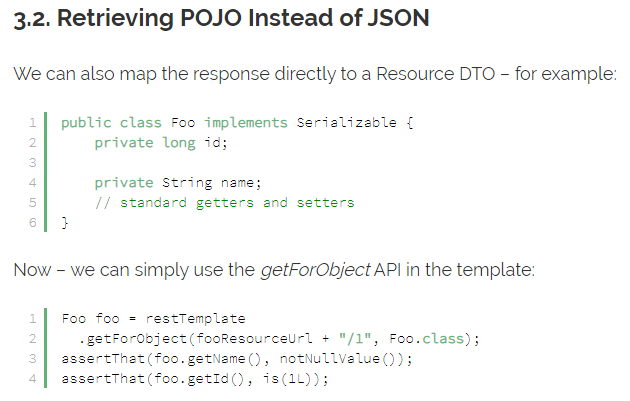 3.2. Retrieving POJO Instead of JSON
We can also map the response directly to a Resource DTO – for example:
1 public class Foo implements Serializable {
2     private long id;
3
4     private String name;
5     // standard getters and setters
6 }
Now – we can simply use the getForObject API in the template:
1 Foo foo = restTemplate
2   .getForObject(fooResourceUrl + "/1", Foo.class);
3 assertThat(foo.getName(), notNullValue());
4 assertThat(foo.getId(), is(1L));